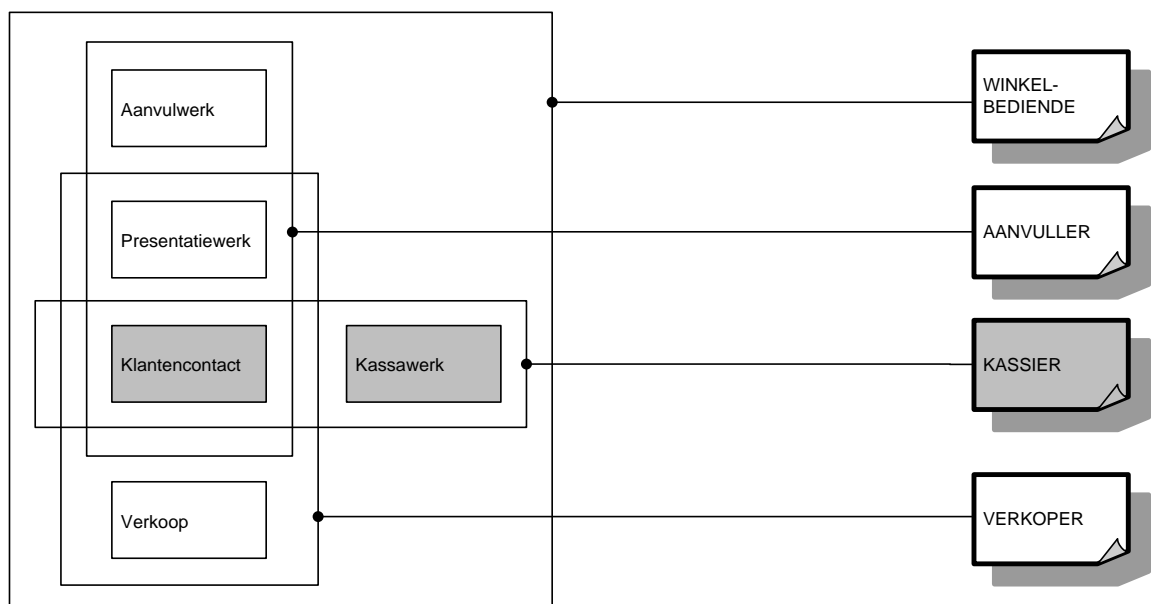 Aanvulwerk
WINKEL-
BEDIENDE
Presentatiewerk
AANVULLER
Klantencontact
Kassawerk
KASSIER
Verkoop
VERKOPER